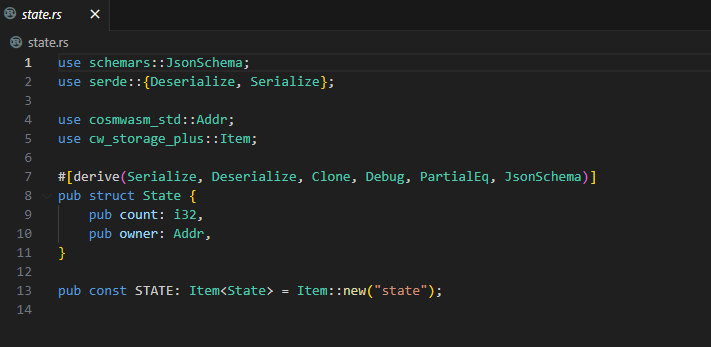 state.rs
state.rs
1 use schemars::JsonSchema;
2 use serde::{Deserialize, Serialize};
3
4 use cosmwasm_std::Addr;
5 use cw_storage_plus::Item;
6
7 #[derive(Serialize, Deserialize, Clone, Debug, PartialEq, JsonSchema)]
8 pub struct State {
9     pub count: i32,
10     pub owner: Addr,
11 }
12
13 pub const STATE: Item<State> = Item::new("state");
14